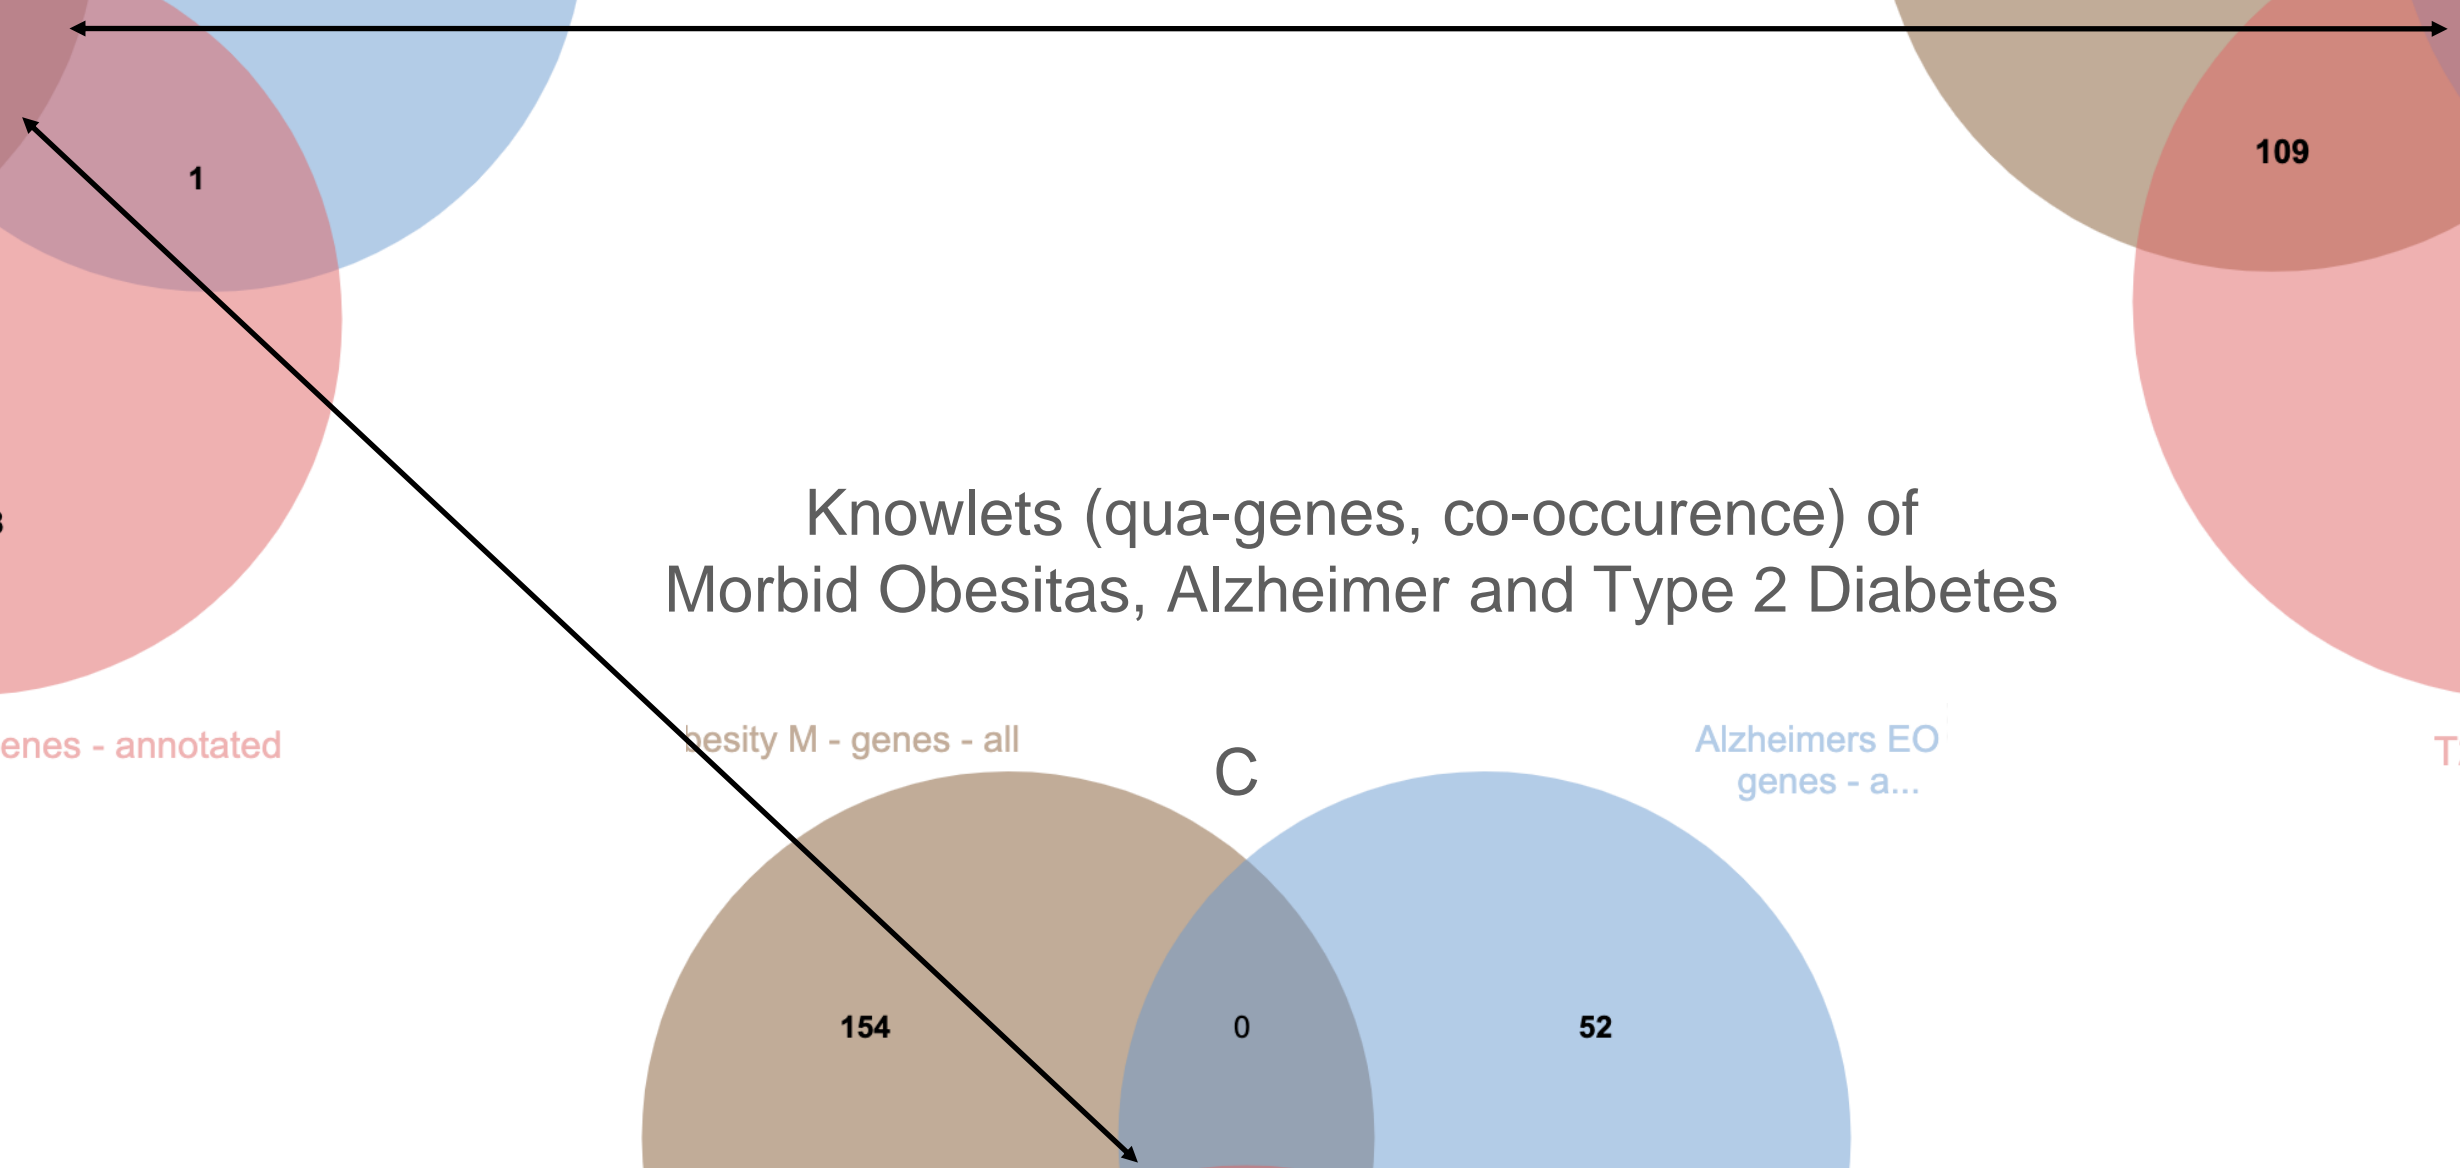 1
109
Knowlets (qua-genes, co-occurence) of
Morbid Obesitas, Alzheimer and Type 2 Diabetes
enes - annotated
besity M - genes - all
Alzheimers EO
genes - a...
C
154
0
52